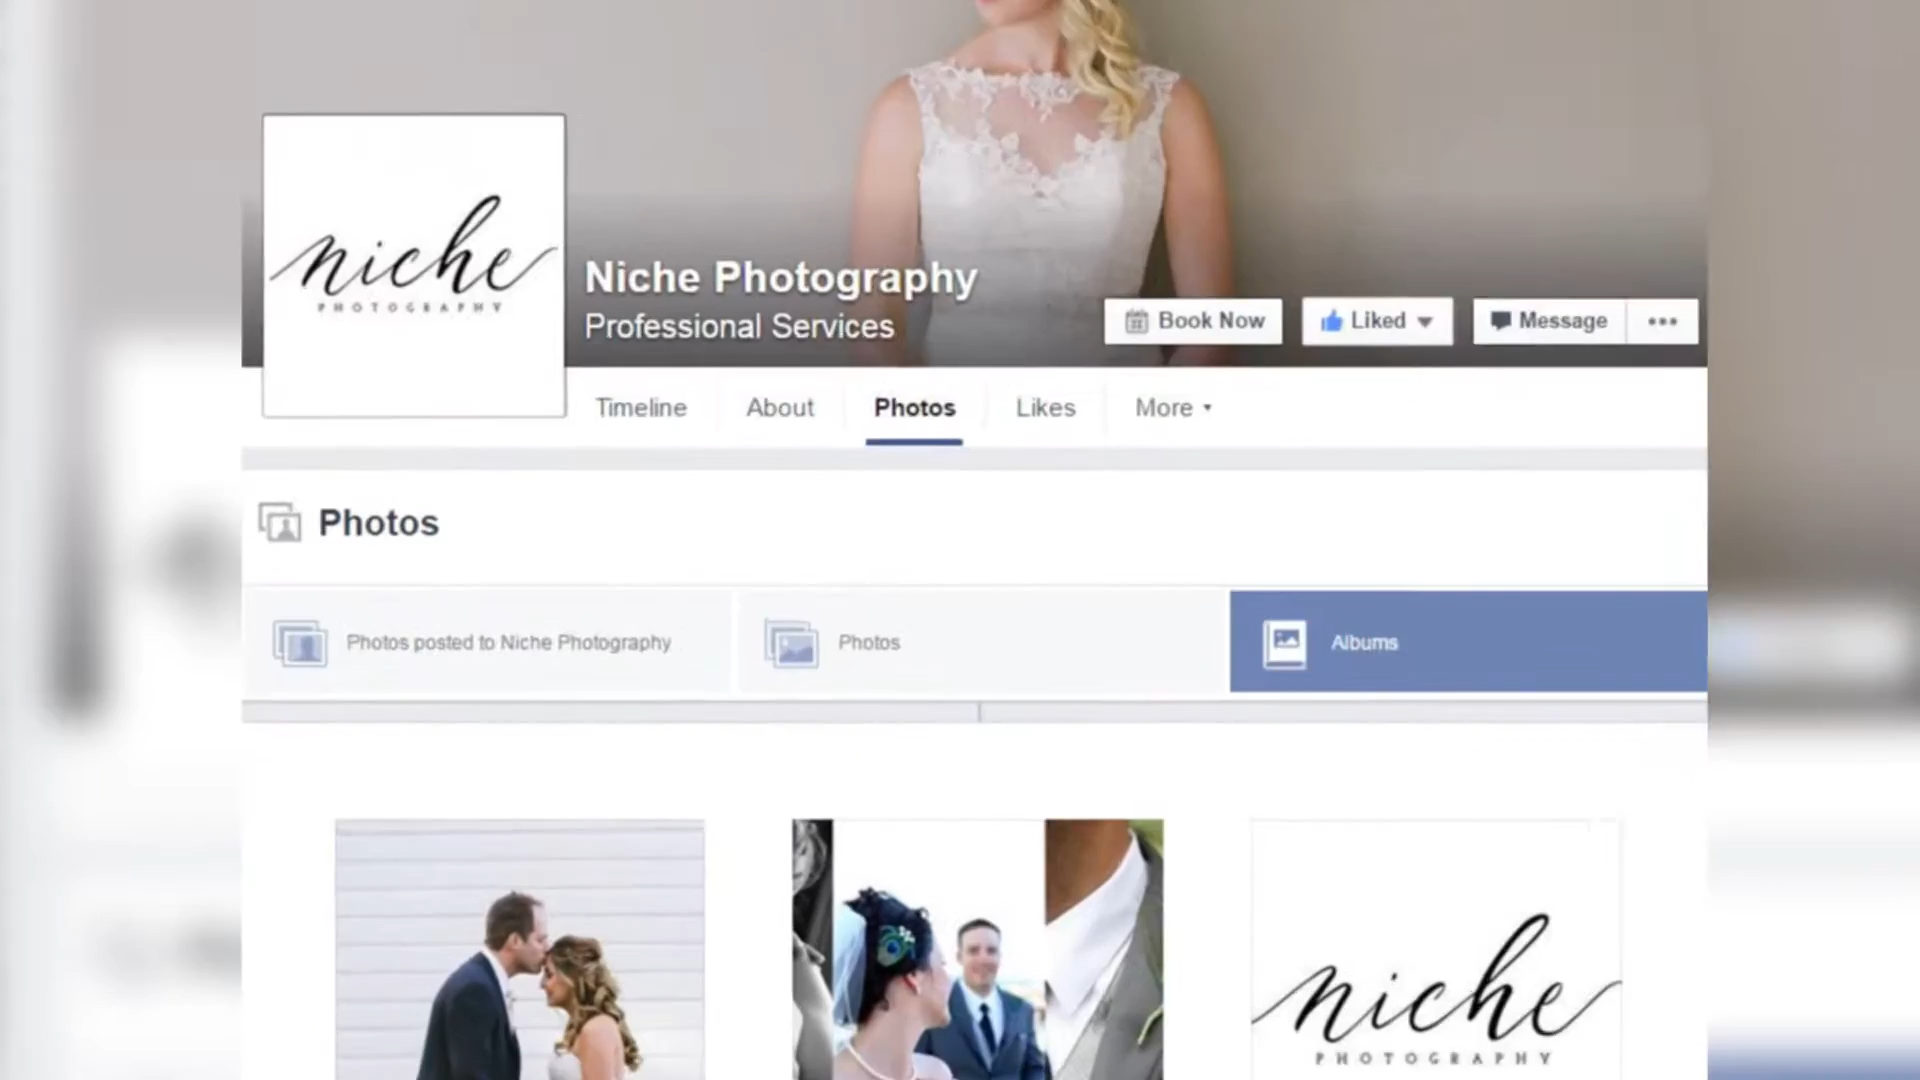 niche
PHOTOGRAPHY
Niche Photography
Professional Services
Book Now
Liked
Message
Timeline
About
Photos
Likes
More
Photos
Photos posted to Niche Photography
Photos
Albums
niche
PHOTOGRAPHY